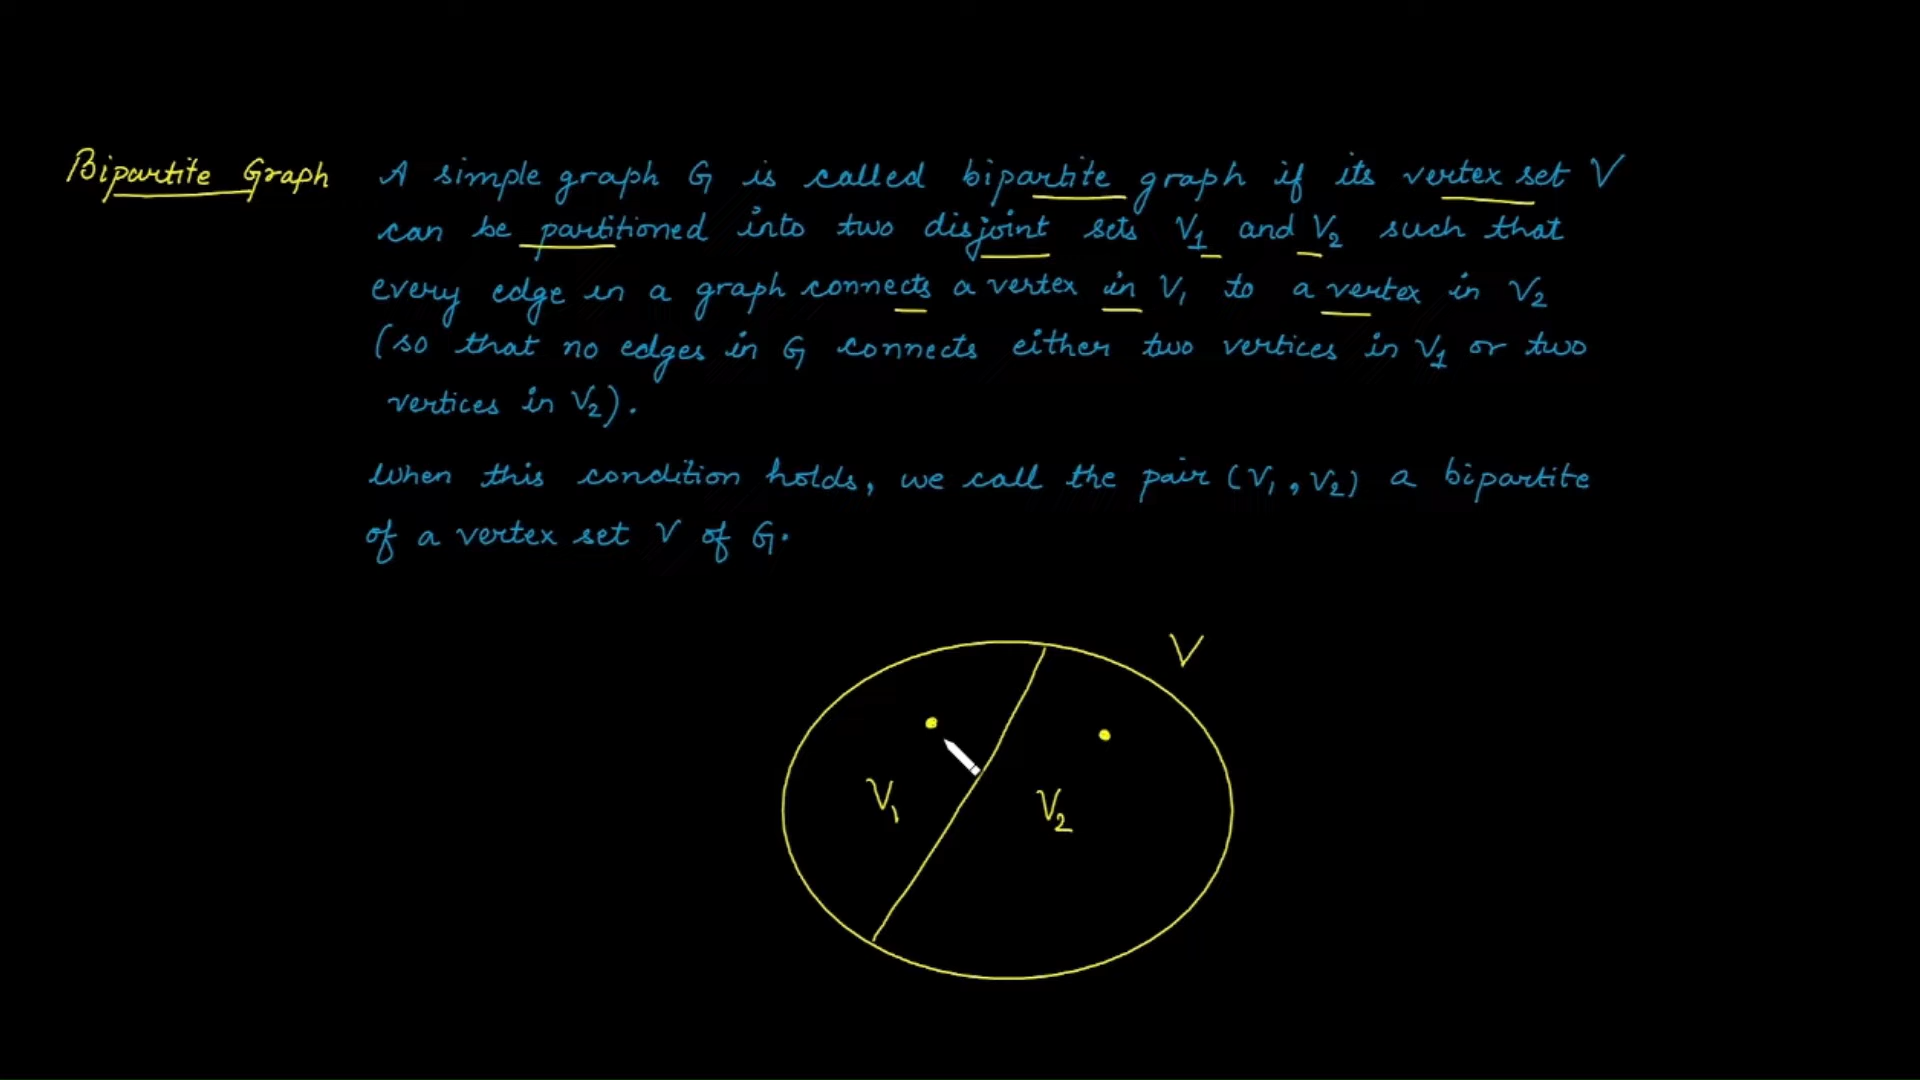 Bipartite Graph A simple graph G is called bipartite graph if its vertex set V
can be partitioned into two disjoint sets V₁ and V₂ such that
every edge in a graph connects a vertex in V₁ to a vertex in V₂
(so that no edges in G connects either two vertices in V₁ or two
vertices in V₂).
When this condition holds, we call the pair (V₁, V₂) a bipartite
of a vertex set V of G.
V
V₁ V₂